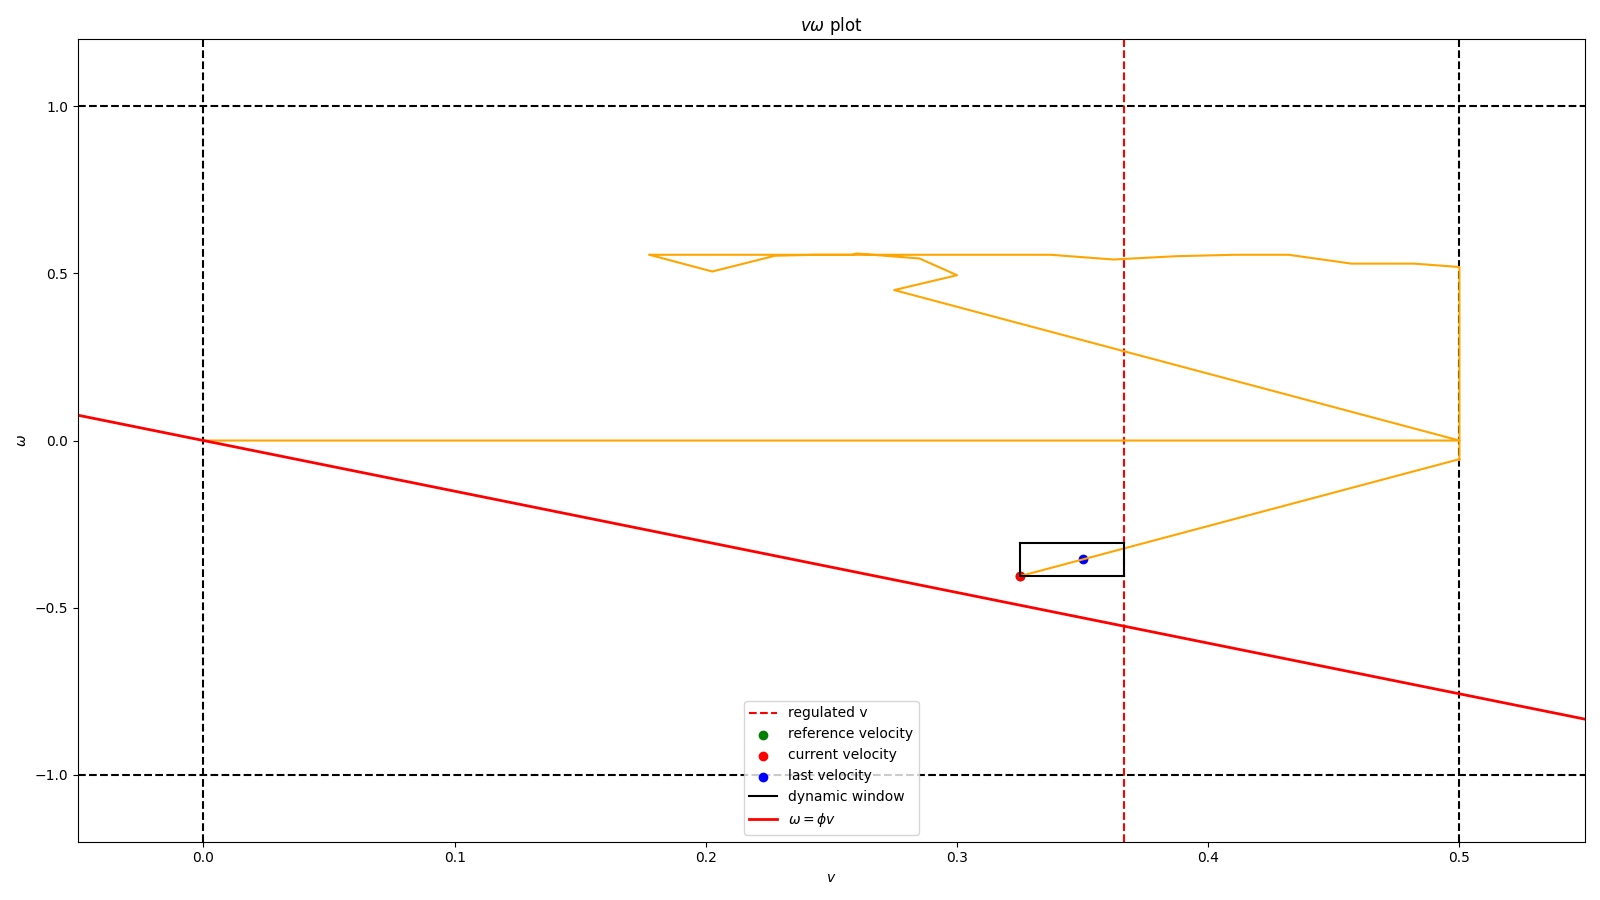 vω plot
1.0
0.5
0.0
−0.5
−1.0
ω
regulated v
reference velocity
current velocity
last velocity
dynamic window
ω = ϕv
0.0 0.1 0.2 0.3 0.4 0.5
v